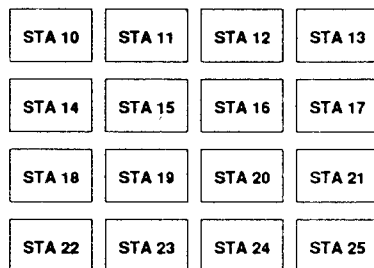 STA 10 STA 11 STA 12 STA 13
STA 14 STA 15 STA 16 STA 17
STA 18 STA 19 STA 20 STA 21
STA 22 STA 23 STA 24 STA 25